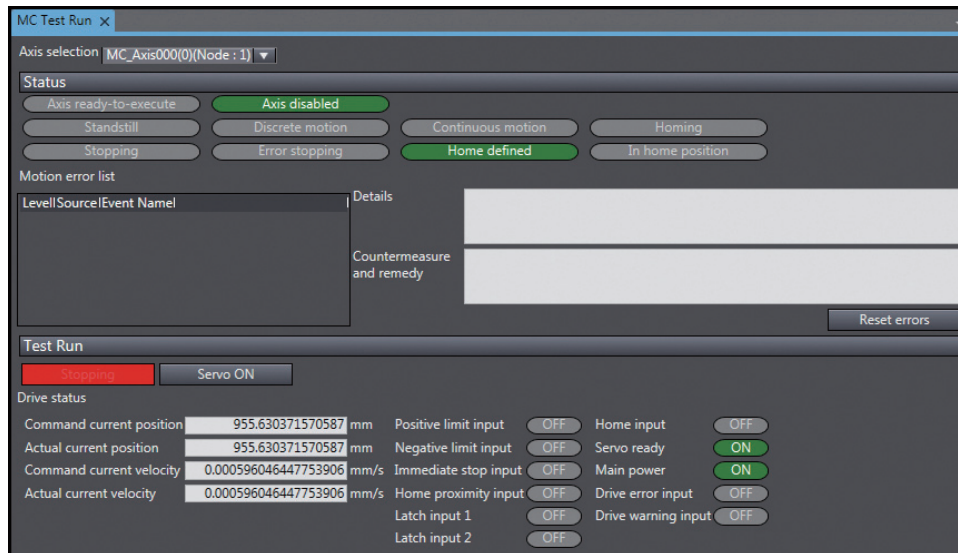 MC Test Run X
Axis selection MC_Axis000(0)(Node : 1)
Status
Axis ready-to-execute Axis disabled
Standstill Discrete motion Continuous motion Homing
Stopping Error stopping Home defined In home position
Motion error list
Level|Source|Event Name|
Details
Countermeasure
and remedy
Reset errors
Test Run
Stopping Servo ON
Drive status
Command current position 955.630371570587 mm Positive limit input OFF Home input OFF
Actual current position 955.630371570587 mm Negative limit input OFF Servo ready ON
Command current velocity 0.000596046447753906 mm/s Immediate stop input OFF Main power ON
Actual current velocity 0.000596046447753906 mm/s Home proximity input OFF Drive error input OFF
Latch input 1 OFF Drive warning input OFF
Latch input 2 OFF